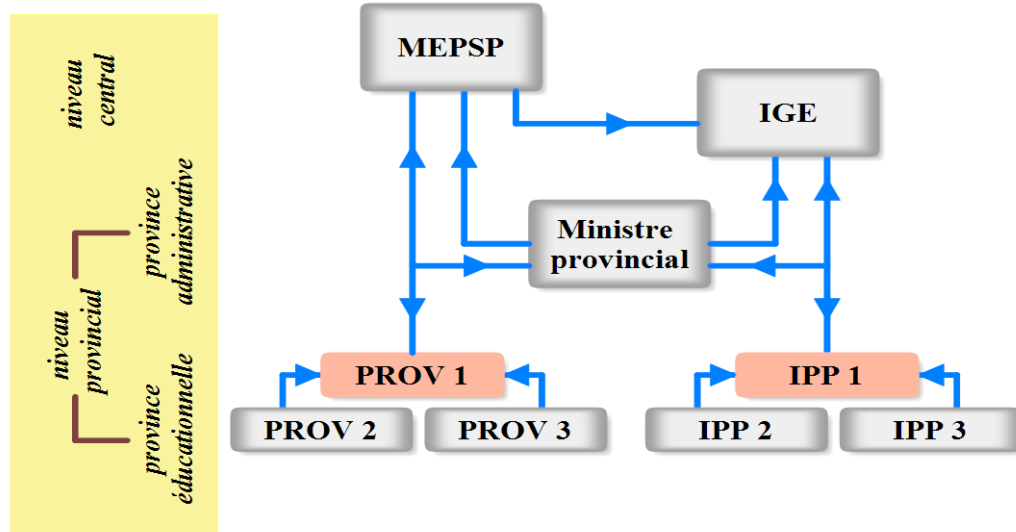 niveau
central
province
administrative
niveau
provincial
province
éducationnelle
MEPSP
IGE
Ministre
provincial
PROV 1
IPP 1
PROV 2
PROV 3
IPP 2
IPP 3